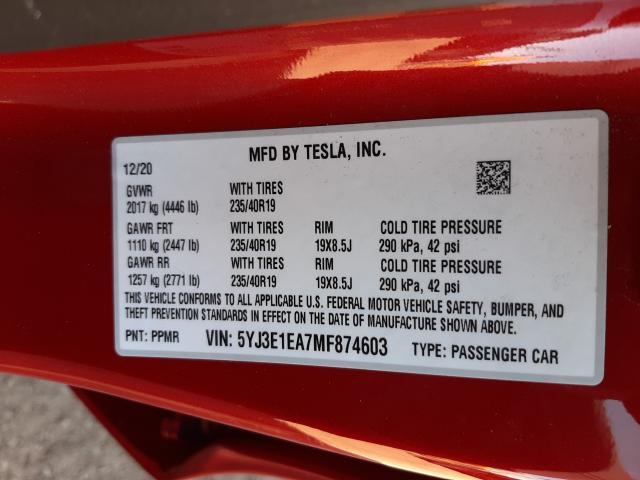 MFD BY TESLA, INC.
12/20
GVWR WITH TIRES
2017 kg (4446 lb) 235/40R19
GAWR FRT WITH TIRES RIM COLD TIRE PRESSURE
1110 kg (2447 lb) 235/40R19 19X8.5J 290 kPa, 42 psi
GAWR RR WITH TIRES RIM COLD TIRE PRESSURE
1257 kg (2771 lb) 235/40R19 19X8.5J 290 kPa, 42 psi
THIS VEHICLE CONFORMS TO ALL APPLICABLE U.S. FEDERAL MOTOR VEHICLE SAFETY, BUMPER, AND
THEFT PREVENTION STANDARDS IN EFFECT ON THE DATE OF MANUFACTURE SHOWN ABOVE.
PNT: PPMR VIN: 5YJ3E1EA7MF874603 TYPE: PASSENGER CAR